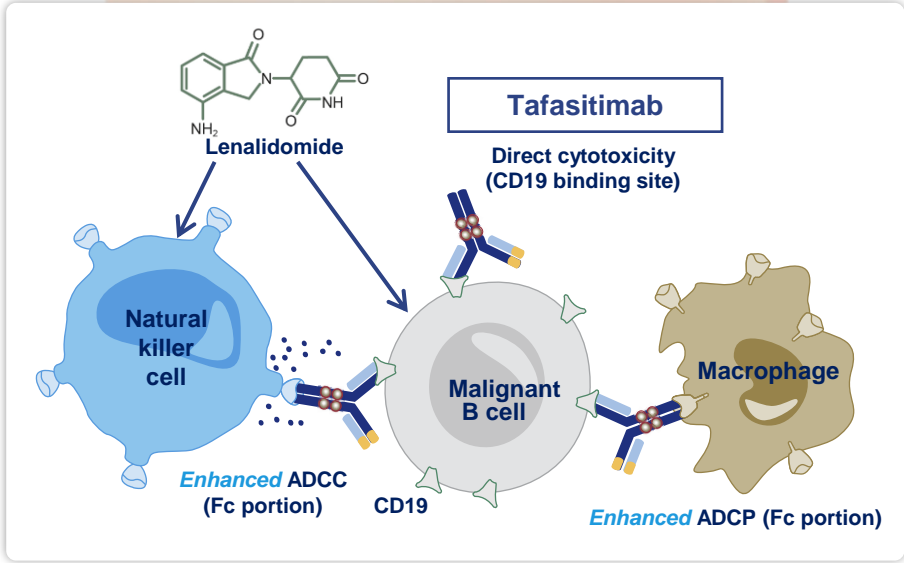 O
N
O
NH
O
NH₂
Lenalidomide
Tafasitimab
Direct cytotoxicity
(CD19 binding site)
Natural
killer
cell
Malignant
B cell
Macrophage
Enhanced ADCC
(Fc portion)
CD19
Enhanced ADCP (Fc portion)